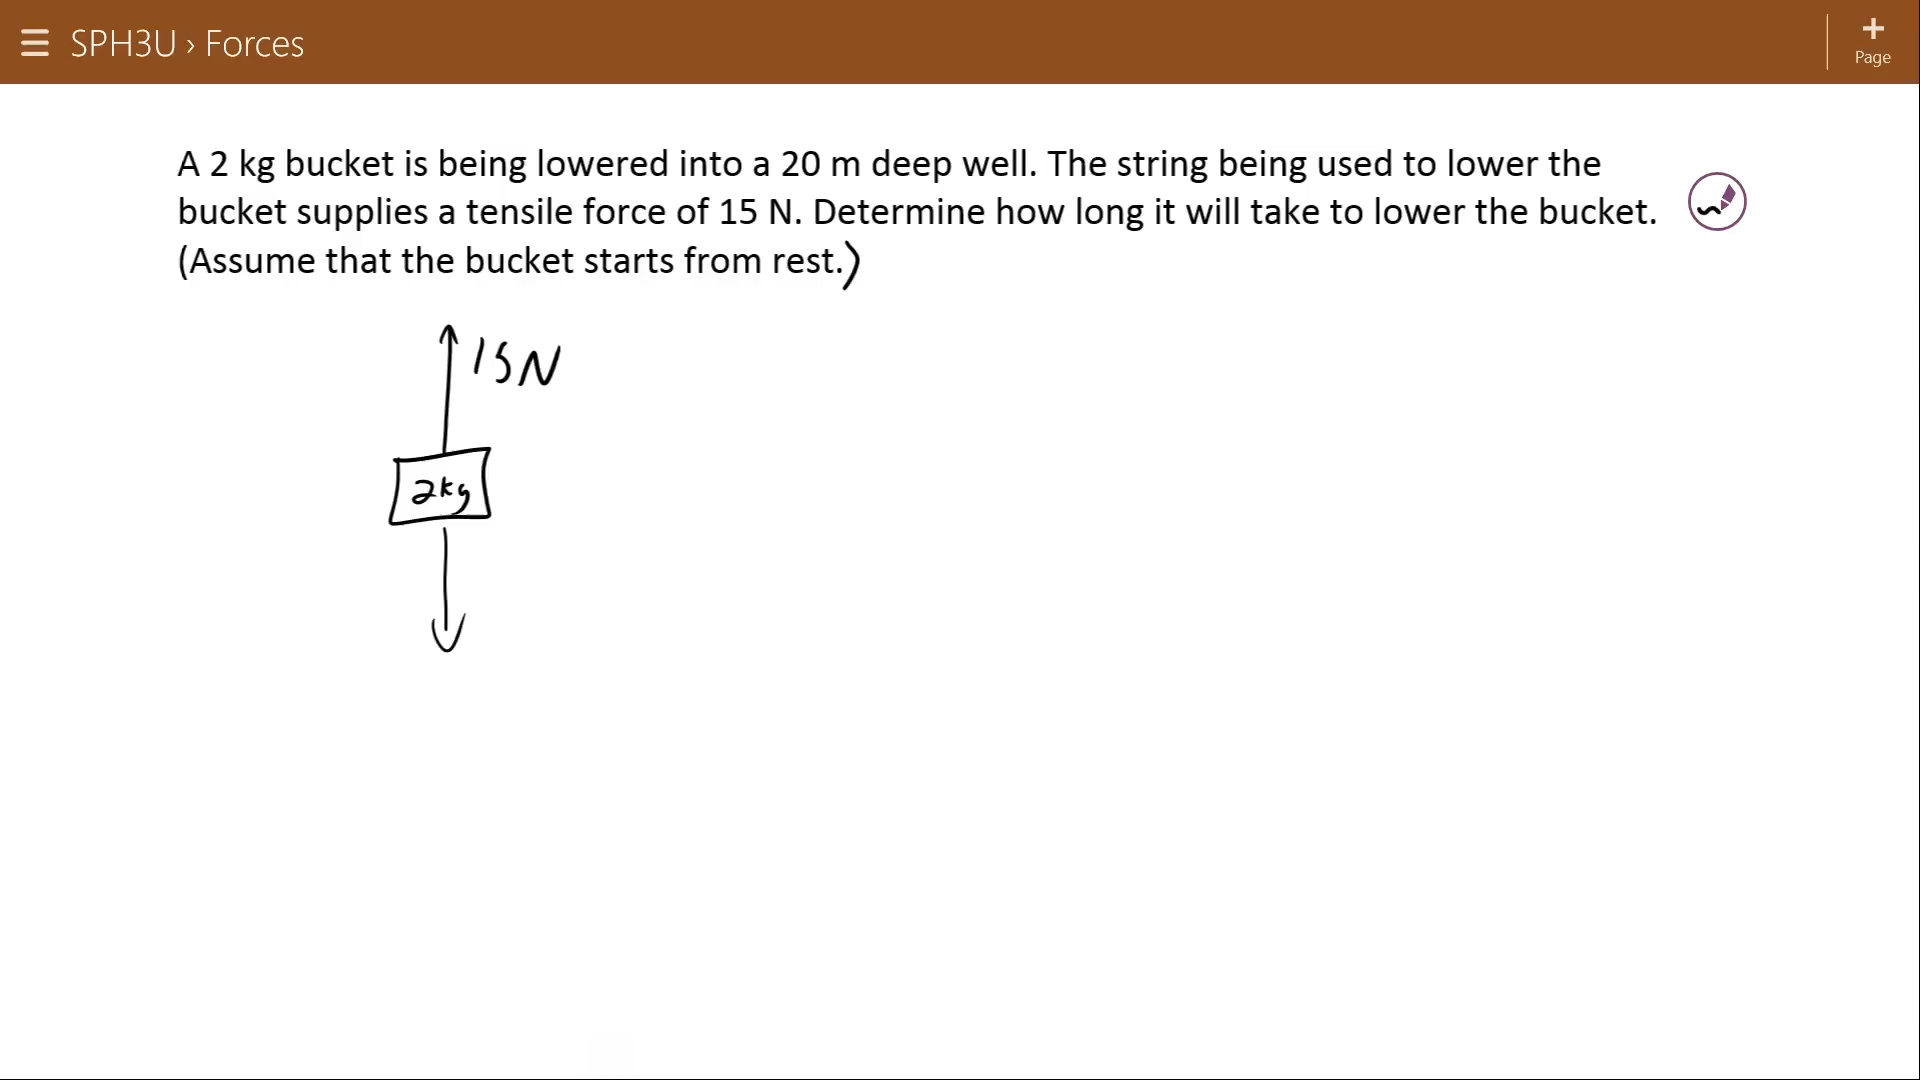 SPH3U › Forces
+
Page
A 2 kg bucket is being lowered into a 20 m deep well. The string being used to lower the
bucket supplies a tensile force of 15 N. Determine how long it will take to lower the bucket.
(Assume that the bucket starts from rest.)
15N
2kg